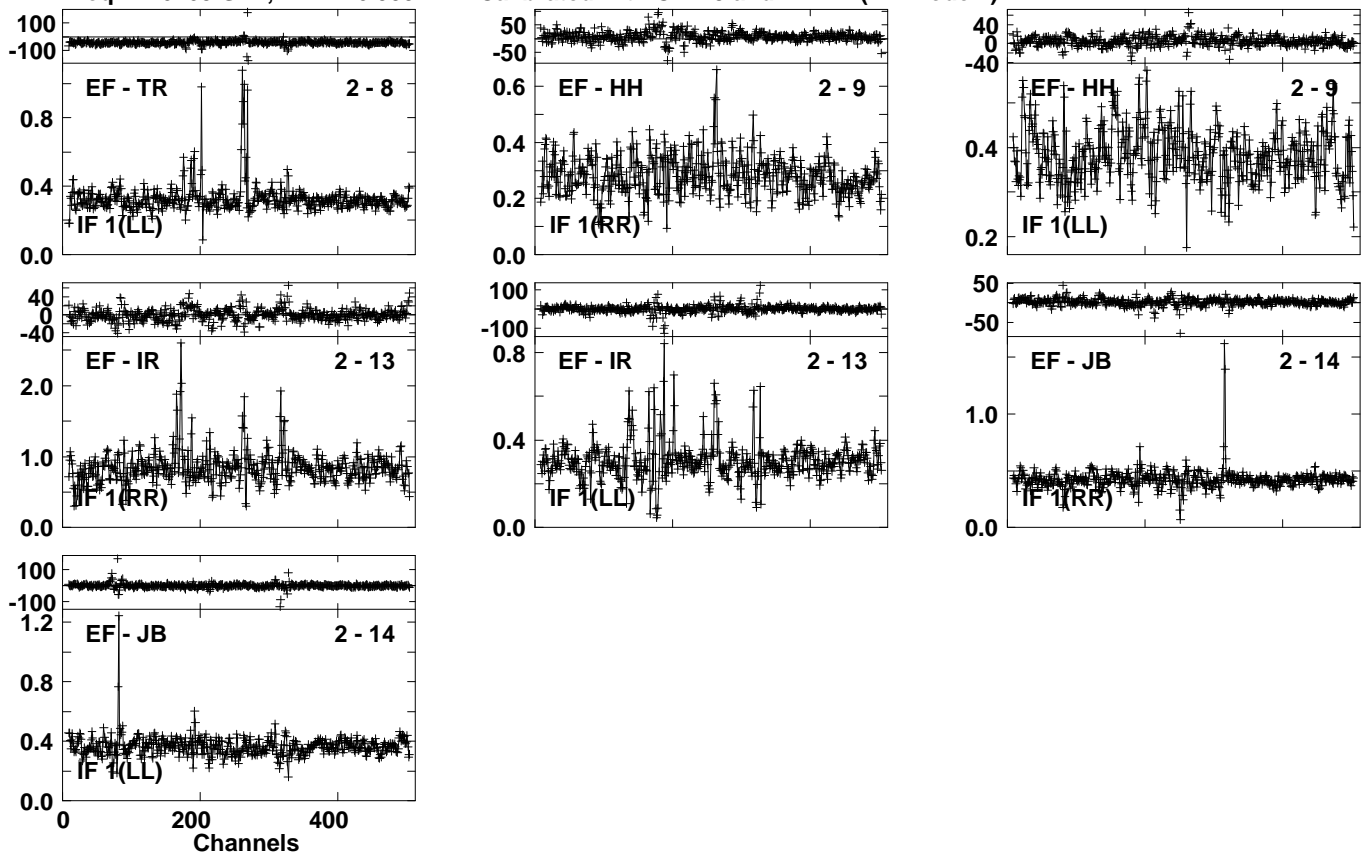 100
-100
EF - TR 2 - 8
0.8
0.4
0.0
IF 1(LL)
50
-50
EF - HH 2 - 9
0.6
0.4
0.2
0.0
IF 1(RR)
40
0
-40
EF - HH 2 - 9
0.4
0.2
IF 1(LL)
40
0
-40
EF - IR 2 - 13
2.0
1.0
0.0
IF 1(RR)
100
-100
EF - IR 2 - 13
0.8
0.4
0.0
IF 1(LL)
50
-50
EF - JB 2 - 14
1.0
0.0
IF 1(RR)
100
-100
EF - JB 2 - 14
1.2
0.8
0.4
0.0
IF 1(LL)
0 200 400
Channels